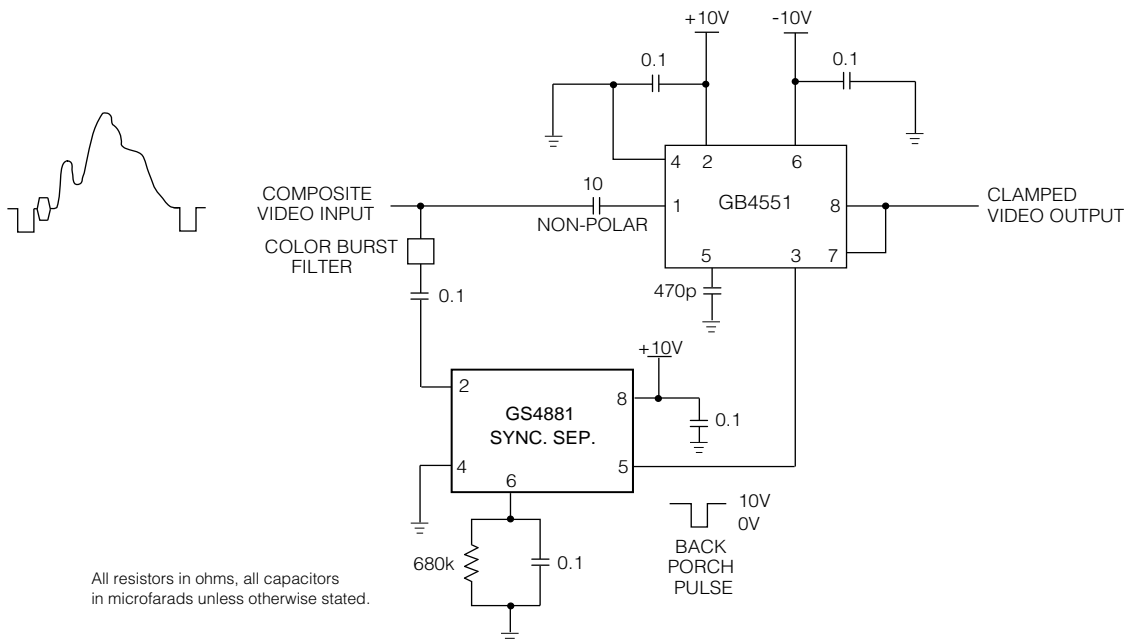 +10V
-10V
0.1
0.1
4
2
6
COMPOSITE
VIDEO INPUT
10
NON-POLAR
1
GB4551
8
CLAMPED
VIDEO OUTPUT
COLOR BURST
FILTER
5
3
7
0.1
470p
+10V
2
GS4881
SYNC. SEP.
8
0.1
4
6
5
10V
0V
BACK
PORCH
PULSE
680k
0.1
All resistors in ohms, all capacitors
in microfarads unless otherwise stated.